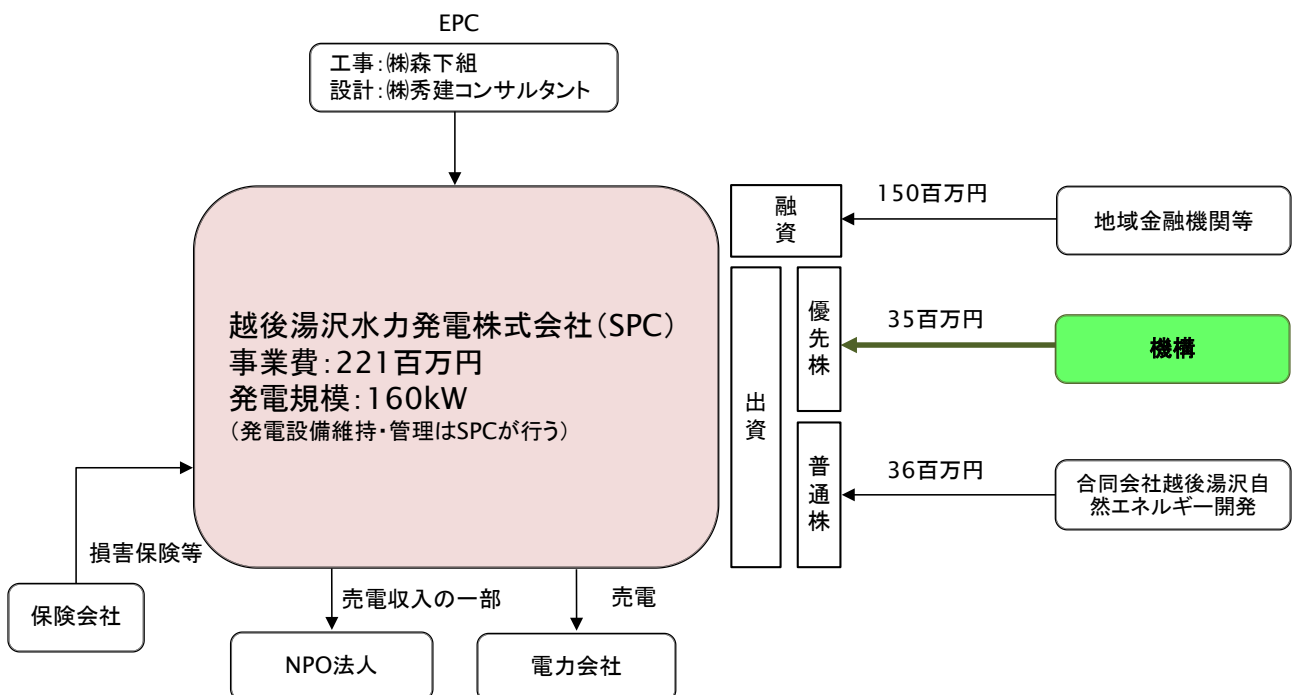 EPC
工事:㈱森下組
設計:㈱秀建コンサルタント
越後湯沢水力発電株式会社(SPC)
事業費:221百万円
発電規模:160kW
(発電設備維持・管理はSPCが行う)
融資
150百万円
地域金融機関等
出資
優先株
35百万円
機構
普通株
36百万円
合同会社越後湯沢自
然エネルギー開発
損害保険等
保険会社
売電収入の一部
売電
NPO法人
電力会社